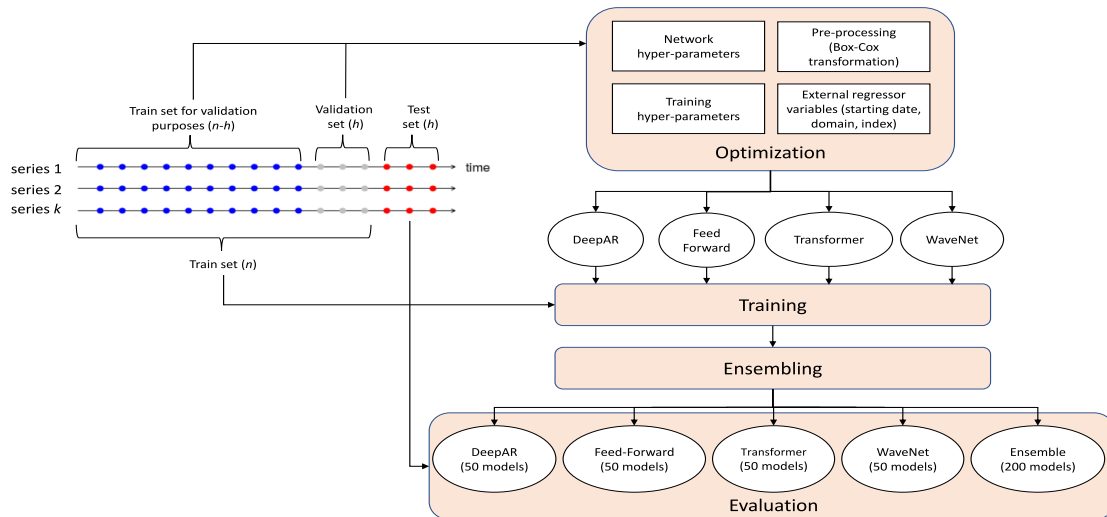 Network
hyper-parameters
Pre-processing
(Box-Cox
transformation)
Training
hyper-parameters
External regressor
variables (starting date,
domain, index)
Optimization
Train set for validation
purposes (n-h)
Validation
set (h)
Test
set (h)
series 1
time
series 2
series k
Train set (n)
DeepAR
Feed
Forward
Transformer
WaveNet
Training
Ensembling
DeepAR
(50 models)
Feed-Forward
(50 models)
Transformer
(50 models)
WaveNet
(50 models)
Ensemble
(200 models)
Evaluation